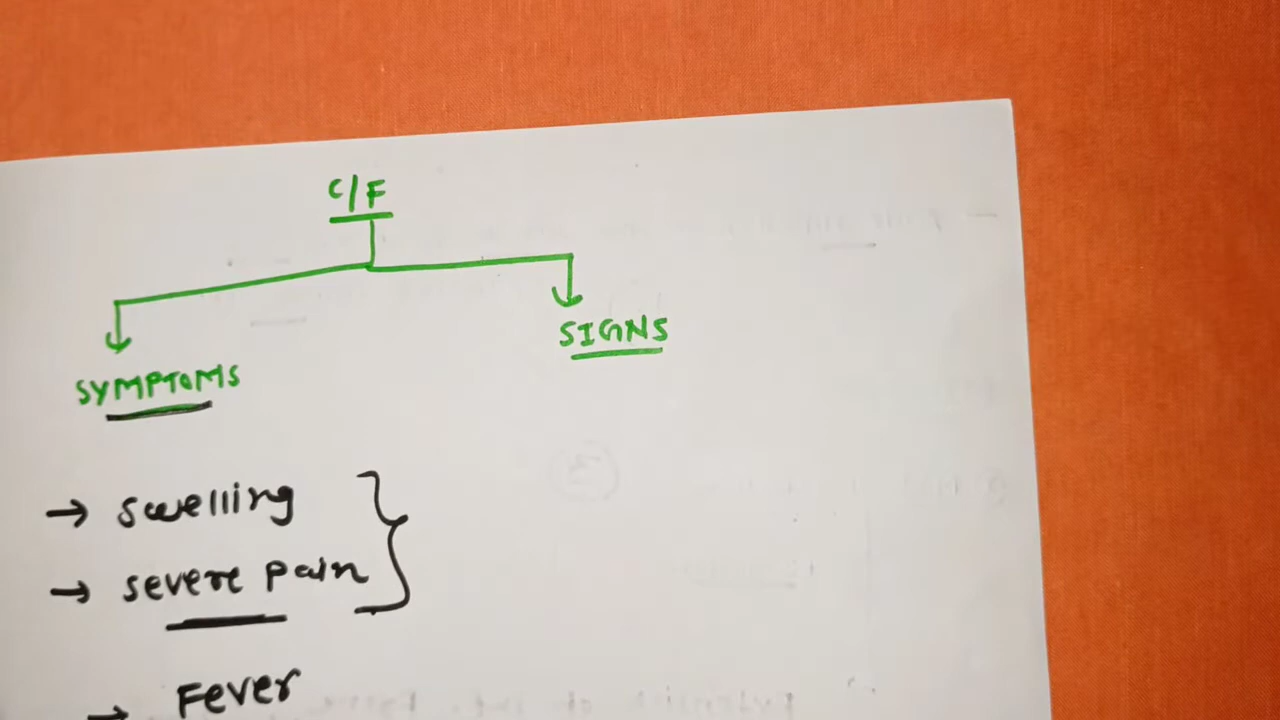 C/F
SIGNS
SYMPTOMS
→ swelling
→ severe pain
→ Fever